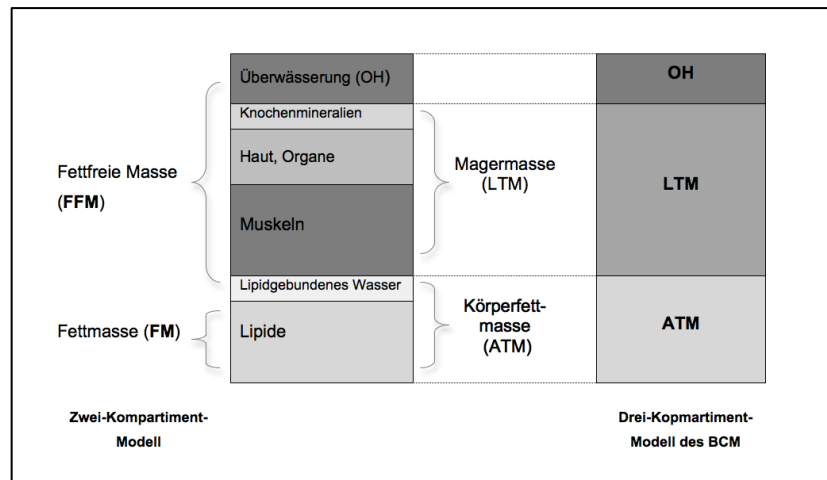 Überwässerung (OH)
OH
Knochenmineralien
Haut, Organe
Fettfreie Masse
(FFM)
Magermasse
(LTM)
LTM
Muskeln
Lipidgebundenes Wasser
Fettmasse (FM)
Lipide
Körperfett-
masse
(ATM)
ATM
Zwei-Kompartiment-
Modell
Drei-Kopmartiment-
Modell des BCM